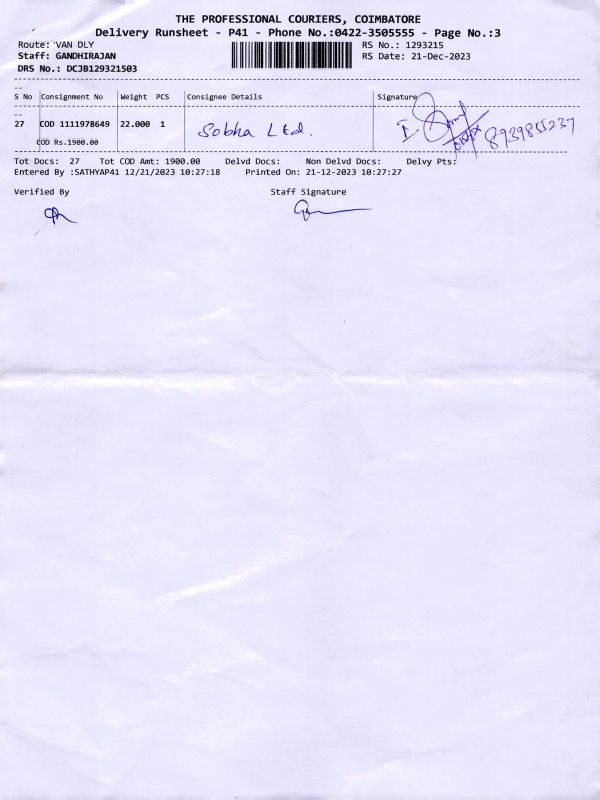 THE PROFESSIONAL COURIERS, COIMBATORE
Delivery Runsheet - P41 - Phone No.:0422-3505555 - Page No.:3
Route: VAN DLY RS No.: 1293215
Staff: GANDHIRAJAN RS Date: 21-Dec-2023
DRS No.: DCJB129321503
S No Consignment No Weight PCS Consignee Details Signature
27 COD 1111978649 22.000 1 Sobha Ltd.
COD Rs.1900.00
Tot Docs: 27 Tot COD Amt: 1900.00 Delvd Docs: Non Delvd Docs: Delvy Pts:
Entered By :SATHYAP41 12/21/2023 10:27:18 Printed On: 21-12-2023 10:27:27
Verified By Staff Signature